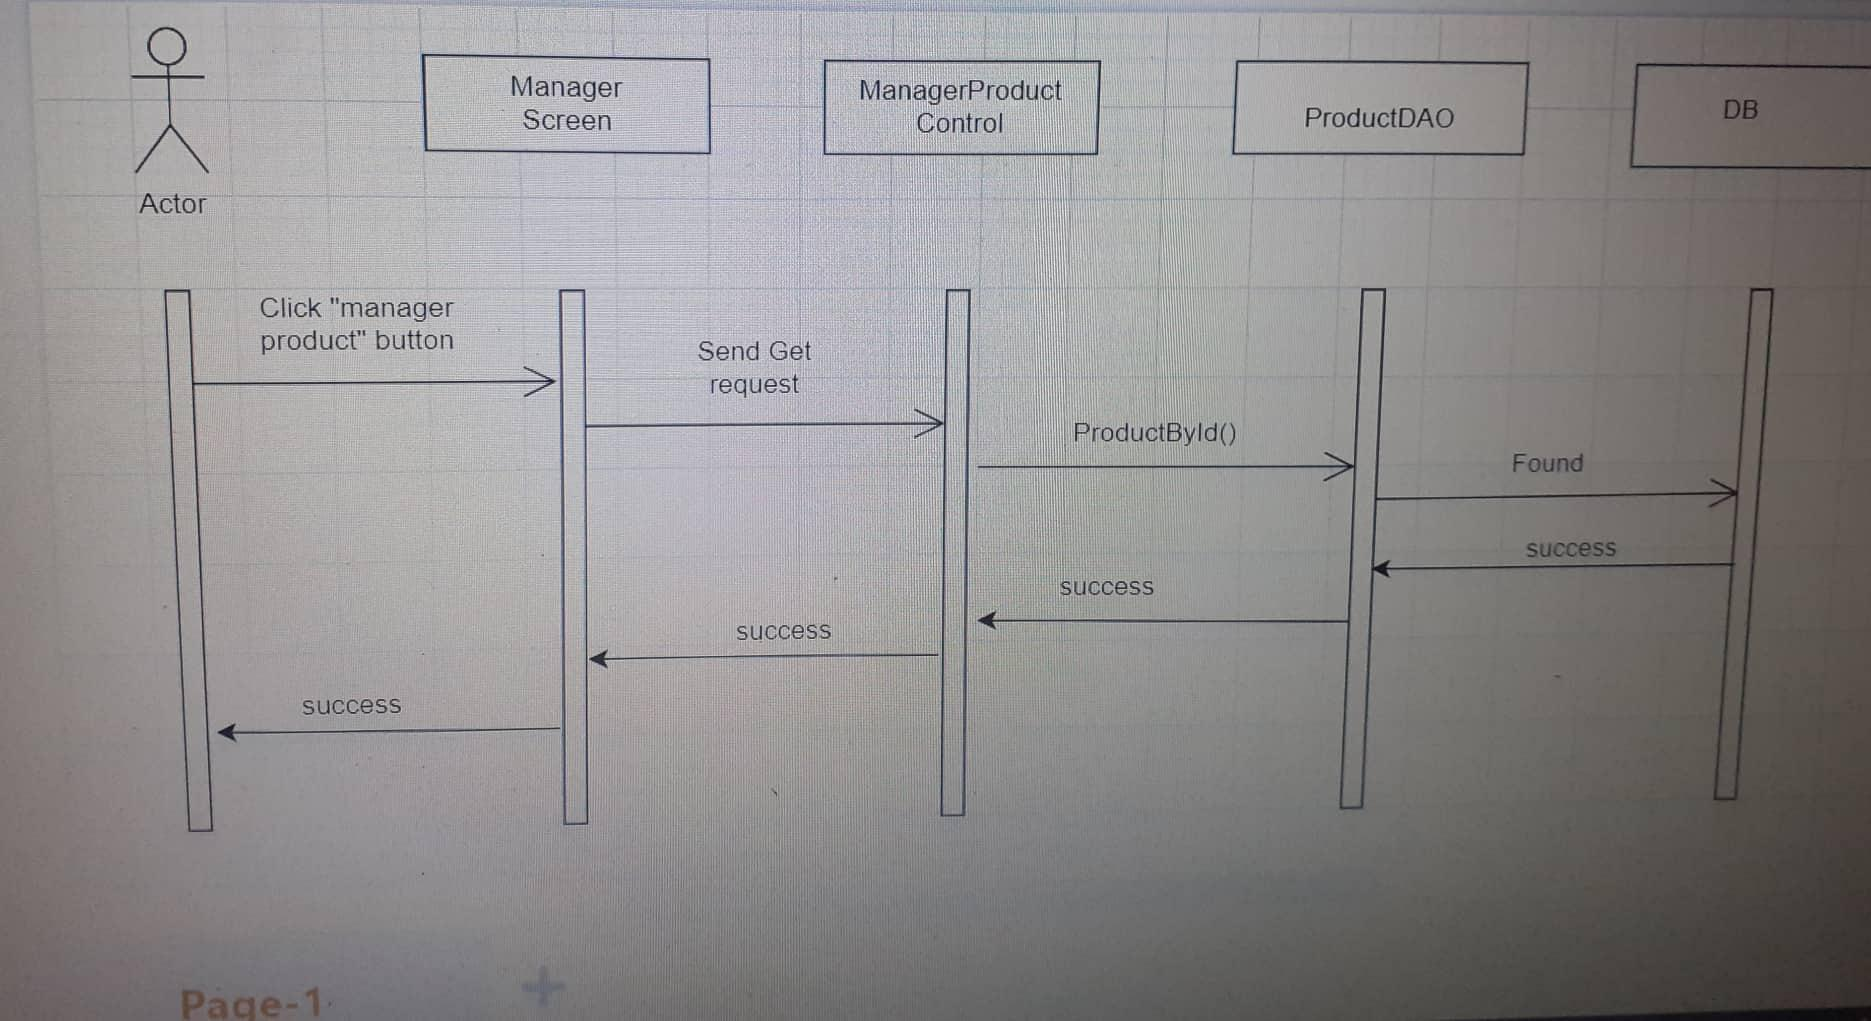 Manager
Screen
ManagerProduct
Control
ProductDAO
DB
Actor
Click "manager
product" button
Send Get
request
ProductById()
Found
success
success
success
success
Page-1